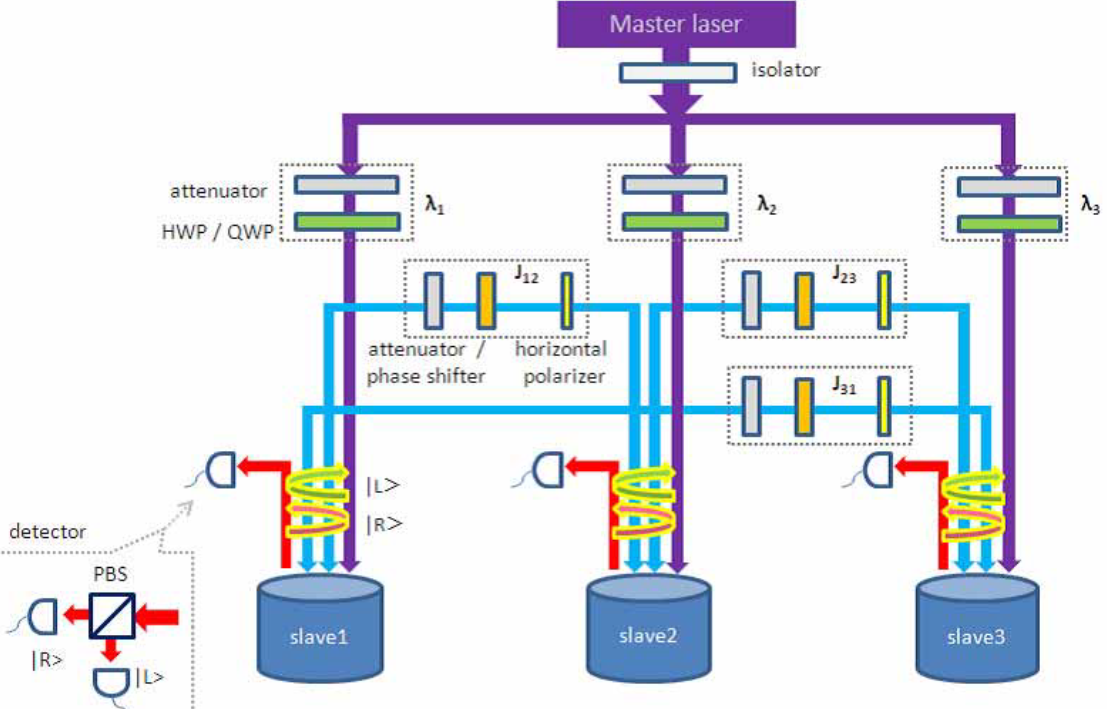 Master laser
isolator
attenuator
HWP / QWP
λ1
λ2
λ3
J12
J23
attenuator /
phase shifter
horizontal
polarizer
J31
|L>
|R>
detector
PBS
|R>
|L>
slave1
slave2
slave3